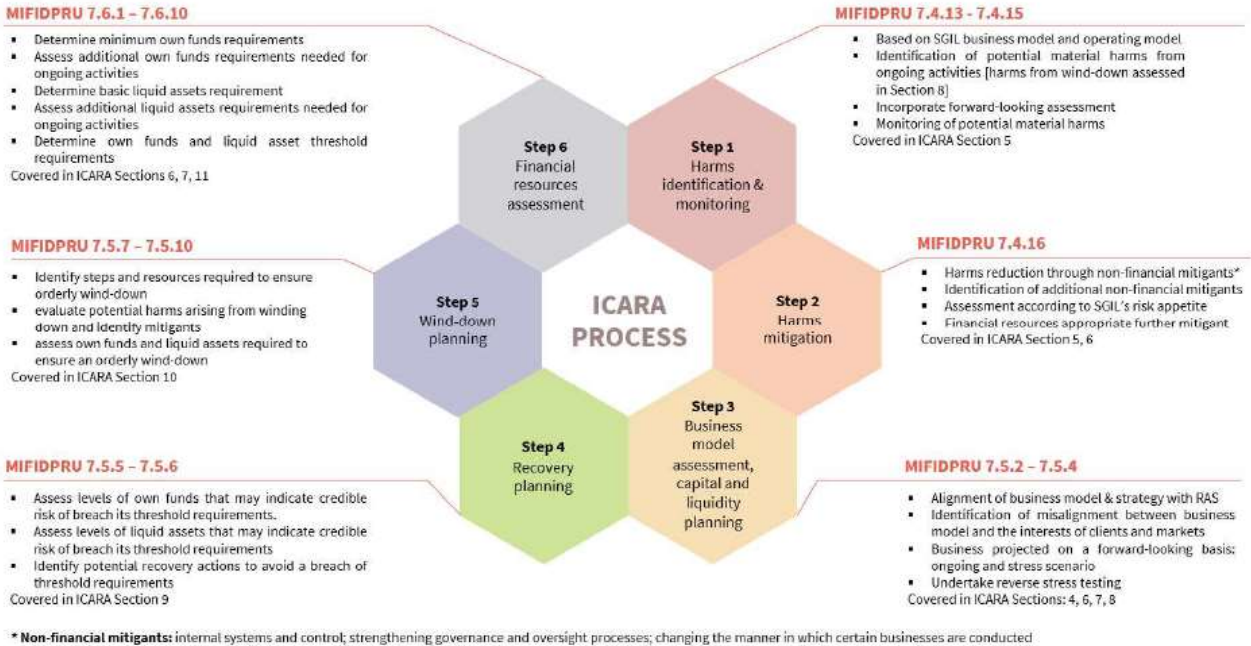 MIFIDPRU 7.6.1 – 7.6.10
▪ Determine minimum own funds requirements
▪ Assess additional own funds requirements needed for
ongoing activities
▪ Determine basic liquid assets requirement
▪ Assess additional liquid assets requirements needed for
ongoing activities
▪ Determine own funds and liquid asset threshold
requirements
Covered in ICARA Sections 6, 7, 11
MIFIDPRU 7.4.13 - 7.4.15
▪ Based on SGIL business model and operating model
▪ Identification of potential material harms from
ongoing activities [harms from wind-down assessed
in Section 8]
▪ Incorporate forward-looking assessment
▪ Monitoring of potential material harms
Covered in ICARA Section 5
Step 6
Financial
resources
assessment
Step 1
Harms
identification &
monitoring
MIFIDPRU 7.5.7 – 7.5.10
▪ Identify steps and resources required to ensure
orderly wind-down
▪ evaluate potential harms arising from winding
down and identify mitigants
▪ assess own funds and liquid assets required to
ensure an orderly wind-down
Covered in ICARA Section 10
Step 5
Wind-down
planning
ICARA
PROCESS
Step 2
Harms
mitigation
MIFIDPRU 7.4.16
▪ Harms reduction through non-financial mitigants*
▪ Identification of additional non-financial mitigants
▪ Assessment according to SGIL's risk appetite
▪ Financial resources appropriate further mitigant
Covered in ICARA Section 5, 6
Step 4
Recovery
planning
Step 3
Business
model
assessment,
capital and
liquidity
planning
MIFIDPRU 7.5.5 – 7.5.6
▪ Assess levels of own funds that may indicate credible
risk of breach its threshold requirements.
▪ Assess levels of liquid assets that may indicate credible
risk of breach its threshold requirements
▪ Identify potential recovery actions to avoid a breach of
threshold requirements
Covered in ICARA Section 9
MIFIDPRU 7.5.2 – 7.5.4
▪ Alignment of business model & strategy with RAS
▪ Identification of misalignment between business
model and the interests of clients and markets
▪ Business projected on a forward-looking basis:
ongoing and stress scenario
▪ Undertake reverse stress testing
Covered in ICARA Sections: 4, 6, 7, 8
* Non-financial mitigants: internal systems and control; strengthening governance and oversight processes; changing the manner in which certain businesses are conducted